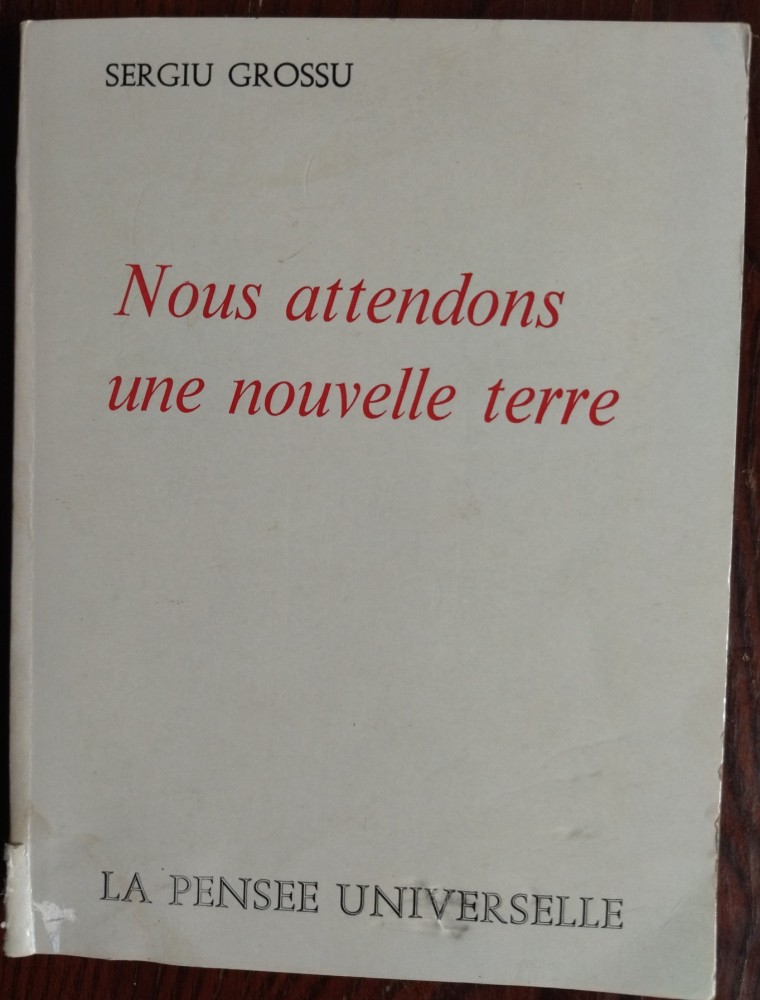 SERGIU GROSSU
Nous attendons
une nouvelle terre
LA PENSEE UNIVERSELLE